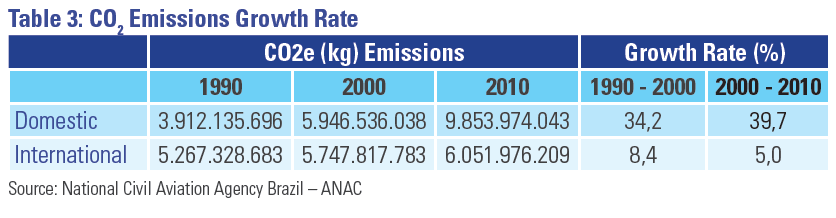 Table 3: CO2 Emissions Growth Rate
CO2e (kg) Emissions Growth Rate (%)
1990 2000 2010 1990 - 2000 2000 - 2010
Domestic 3.912.135.696 5.946.536.038 9.853.974.043 34,2 39,7
International 5.267.328.683 5.747.817.783 6.051.976.209 8,4 5,0
Source: National Civil Aviation Agency Brazil – ANAC